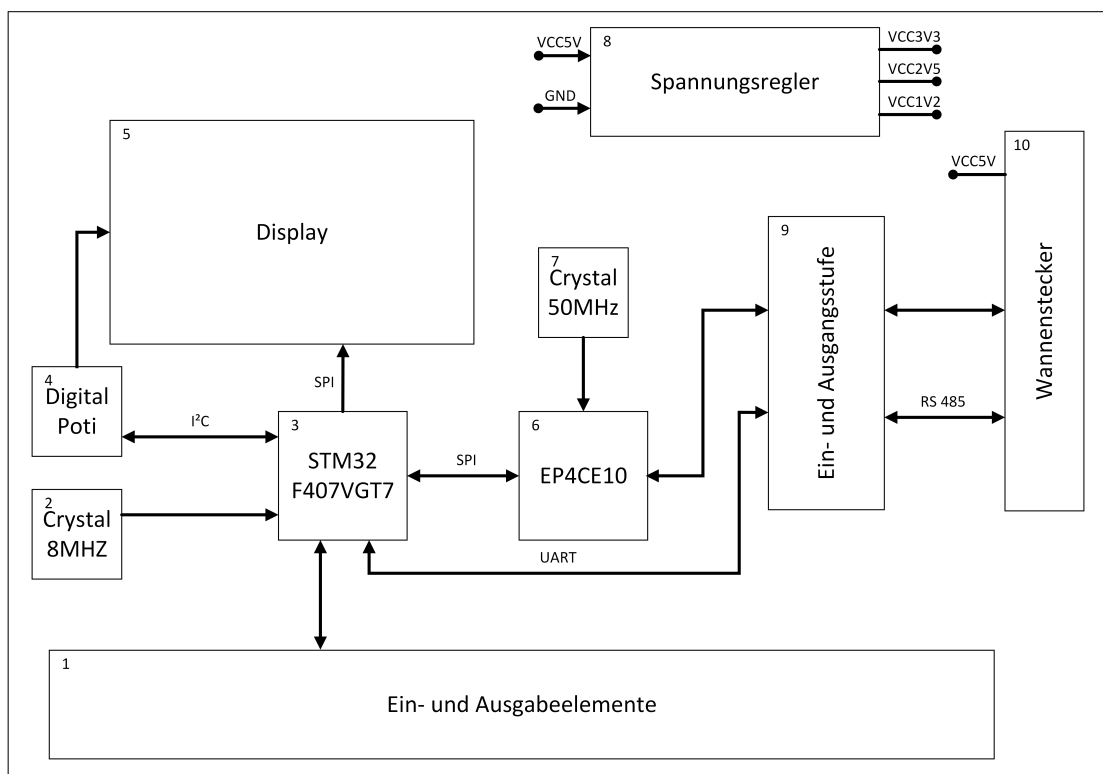 8
Spannungsregler
VCC5V
GND
VCC3V3
VCC2V5
VCC1V2
5
Display
10
VCC5V
Wannenstecker
9
Ein- und Ausgangsstufe
7
Crystal
50MHz
4
Digital
Poti
SPI
I²C
3
STM32
F407VGT7
SPI
6
EP4CE10
RS 485
2
Crystal
8MHZ
UART
1
Ein- und Ausgabeelemente